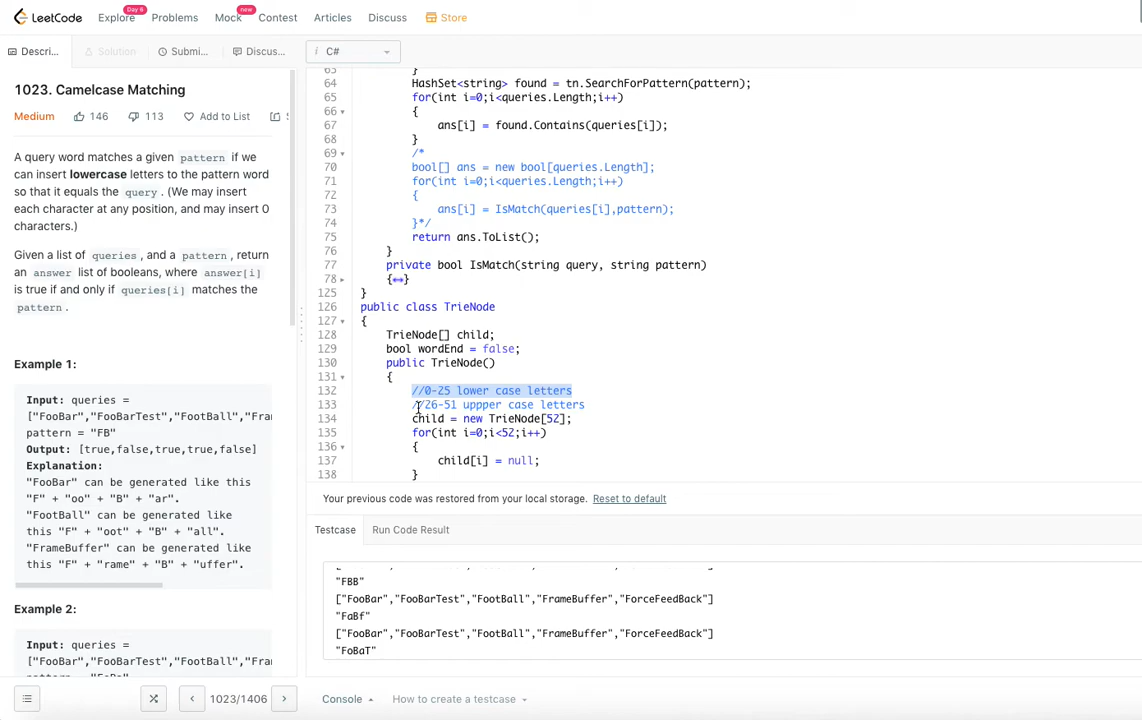 LeetCode Explore Day 6 Problems Mock new Contest Articles Discuss Store
Descri... Solution Submi... Discuss... i C#
1023. Camelcase Matching
Medium 146 113 Add to List
A query word matches a given pattern if we
can insert lowercase letters to the pattern word
so that it equals the query . (We may insert
each character at any position, and may insert 0
characters.)
Given a list of queries , and a pattern , return
an answer list of booleans, where answer[i]
is true if and only if queries[i] matches the
pattern .
Example 1:
Input: queries =
["FooBar","FooBarTest","FootBall","Fra
pattern = "FB"
Output: [true,false,true,true,false]
Explanation:
"FooBar" can be generated like this
"F" + "oo" + "B" + "ar".
"FootBall" can be generated like
this "F" + "oot" + "B" + "all".
"FrameBuffer" can be generated like
this "F" + "rame" + "B" + "uffer".
Example 2:
Input: queries =
["FooBar","FooBarTest","FootBall","Fra
1023/1406
63 }
64 HashSet<string> found = tn.SearchForPattern(pattern);
65 for(int i=0;i<queries.Length;i++)
66 {
67 ans[i] = found.Contains(queries[i]);
68 }
69 /*
70 bool[] ans = new bool[queries.Length];
71 for(int i=0;i<queries.Length;i++)
72 {
73 ans[i] = IsMatch(queries[i],pattern);
74 }*/
75 return ans.ToList();
76 }
77 private bool IsMatch(string query, string pattern)
78 {↔}
125 }
126 public class TrieNode
127 {
128 TrieNode[] child;
129 bool wordEnd = false;
130 public TrieNode()
131 {
132 //0-25 lower case letters
133 //26-51 uppper case letters
134 child = new TrieNode[52];
135 for(int i=0;i<52;i++)
136 {
137 child[i] = null;
138 }
Your previous code was restored from your local storage. Reset to default
Testcase Run Code Result
"FBB"
["FooBar","FooBarTest","FootBall","FrameBuffer","ForceFeedBack"]
"FaBf"
["FooBar","FooBarTest","FootBall","FrameBuffer","ForceFeedBack"]
"FoBaT"
Console How to create a testcase